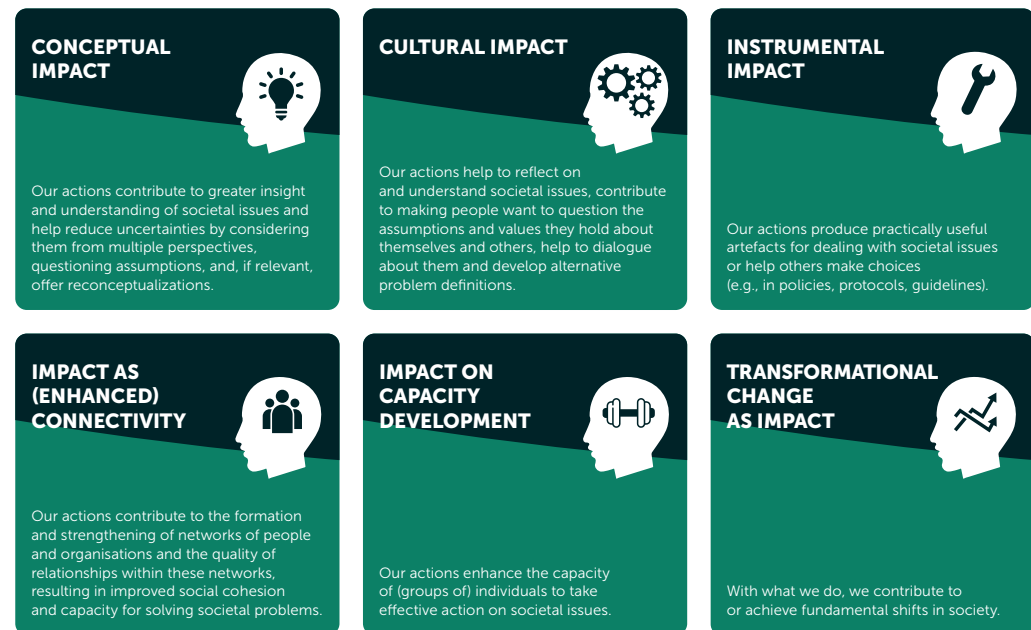 CONCEPTUAL
IMPACT
Our actions contribute to greater insight
and understanding of societal issues and
help reduce uncertainties by considering
them from multiple perspectives,
questioning assumptions, and, if relevant,
offer reconceptualizations.
CULTURAL IMPACT
Our actions help to reflect on
and understand societal issues, contribute
to making people want to question the
assumptions and values they hold about
themselves and others, help to dialogue
about them and develop alternative
problem definitions.
INSTRUMENTAL
IMPACT
Our actions produce practically useful
artefacts for dealing with societal issues
or help others make choices
(e.g., in policies, protocols, guidelines).
IMPACT AS
(ENHANCED)
CONNECTIVITY
Our actions contribute to the formation
and strengthening of networks of people
and organisations and the quality of
relationships within these networks,
resulting in improved social cohesion
and capacity for solving societal problems.
IMPACT ON
CAPACITY
DEVELOPMENT
Our actions enhance the capacity
of (groups of) individuals to take
effective action on societal issues.
TRANSFORMATIONAL
CHANGE
AS IMPACT
With what we do, we contribute to
or achieve fundamental shifts in society.